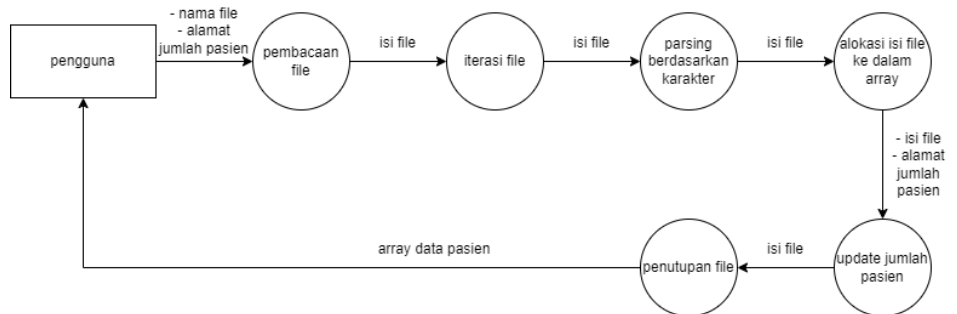 pengguna
- nama file
- alamat
jumlah pasien
pembacaan
file
isi file
iterasi file
isi file
parsing
berdasarkan
karakter
isi file
alokasi isi file
ke dalam
array
- isi file
- alamat
jumlah
pasien
update jumlah
pasien
isi file
penutupan file
array data pasien